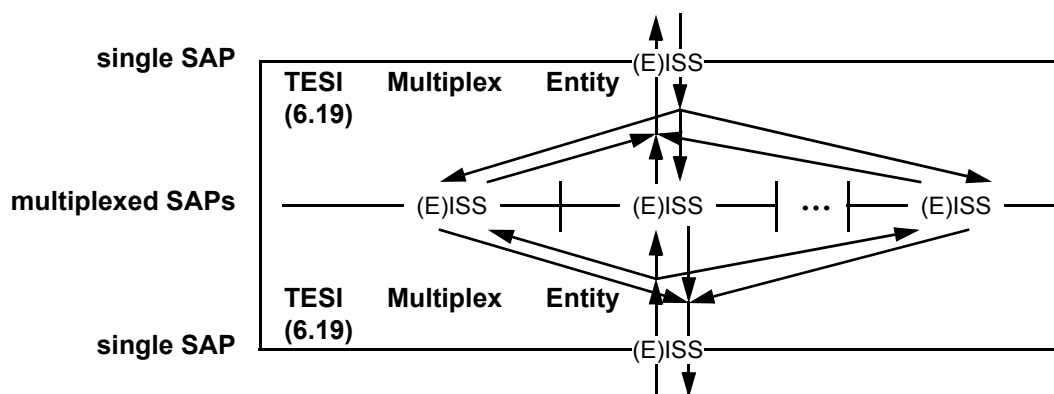 single SAP
(E)ISS
TESI Multiplex Entity
(6.19)
multiplexed SAPs
(E)ISS
(E)ISS
...
(E)ISS
TESI Multiplex Entity
(6.19)
single SAP
(E)ISS